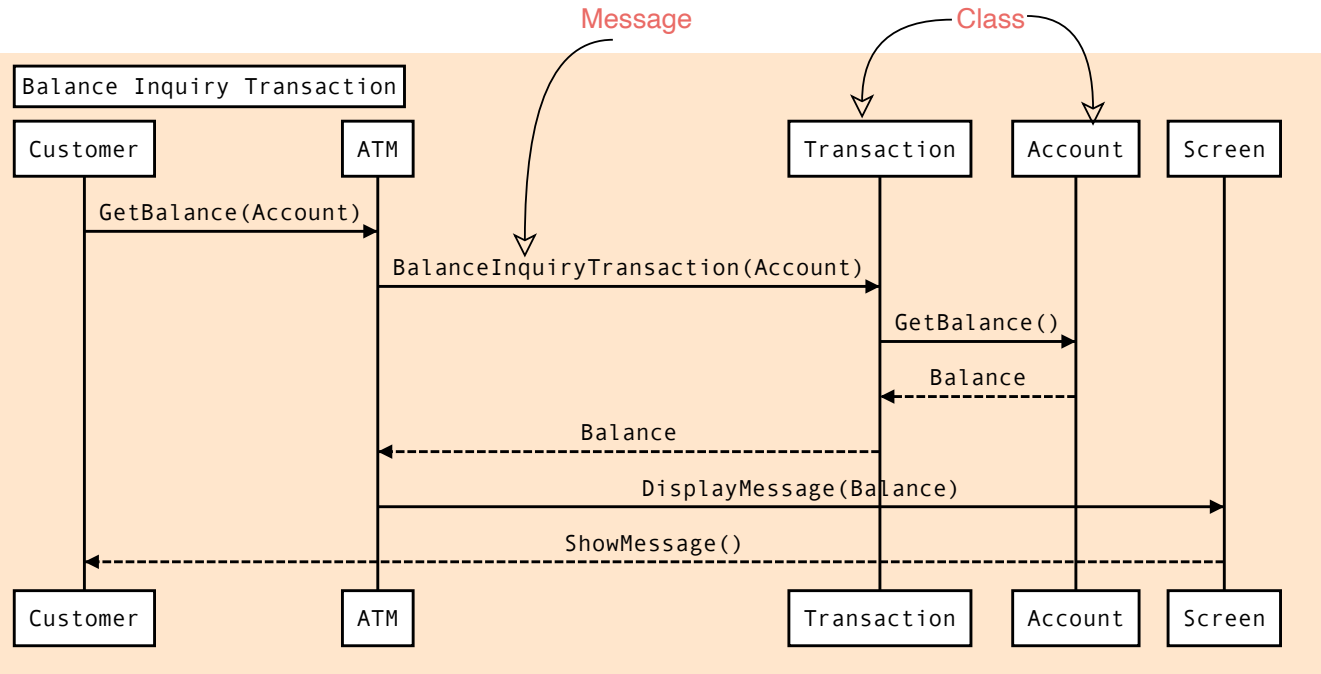 Message
Class
Balance Inquiry Transaction
Customer
ATM
Transaction
Account
Screen
GetBalance(Account)
BalanceInquiryTransaction(Account)
GetBalance()
Balance
Balance
DisplayMessage(Balance)
ShowMessage()
Customer
ATM
Transaction
Account
Screen